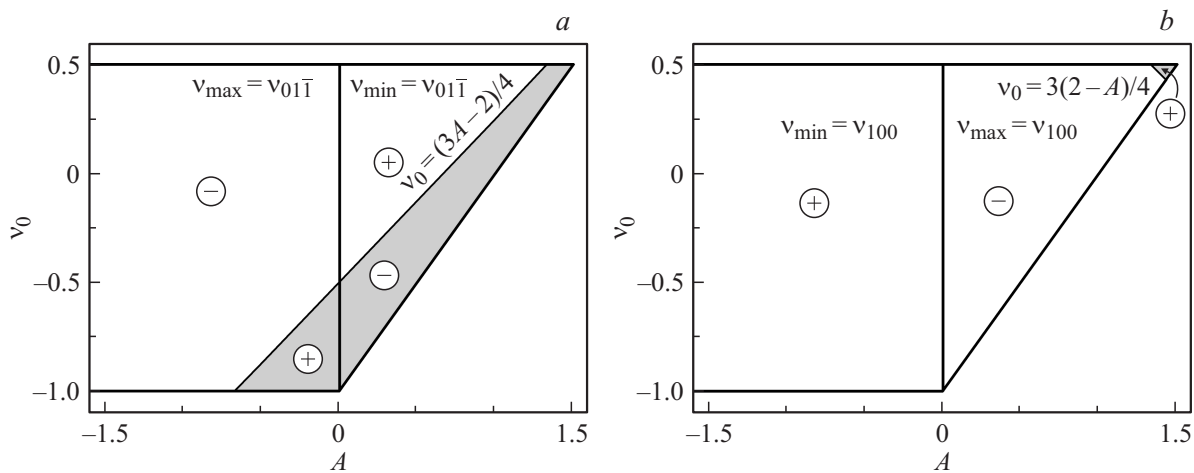 a
0.5
0
–0.5
–1.0
ν0
–1.5
0
1.5
A
νmax = ν011̅
νmin = ν011̅
ν0 = (3A – 2)/4
–
+
–
+
b
0.5
0
–0.5
–1.0
ν0
–1.5
0
1.5
A
ν0 = 3(2 – A)/4
+
νmin = ν100
νmax = ν100
+
–